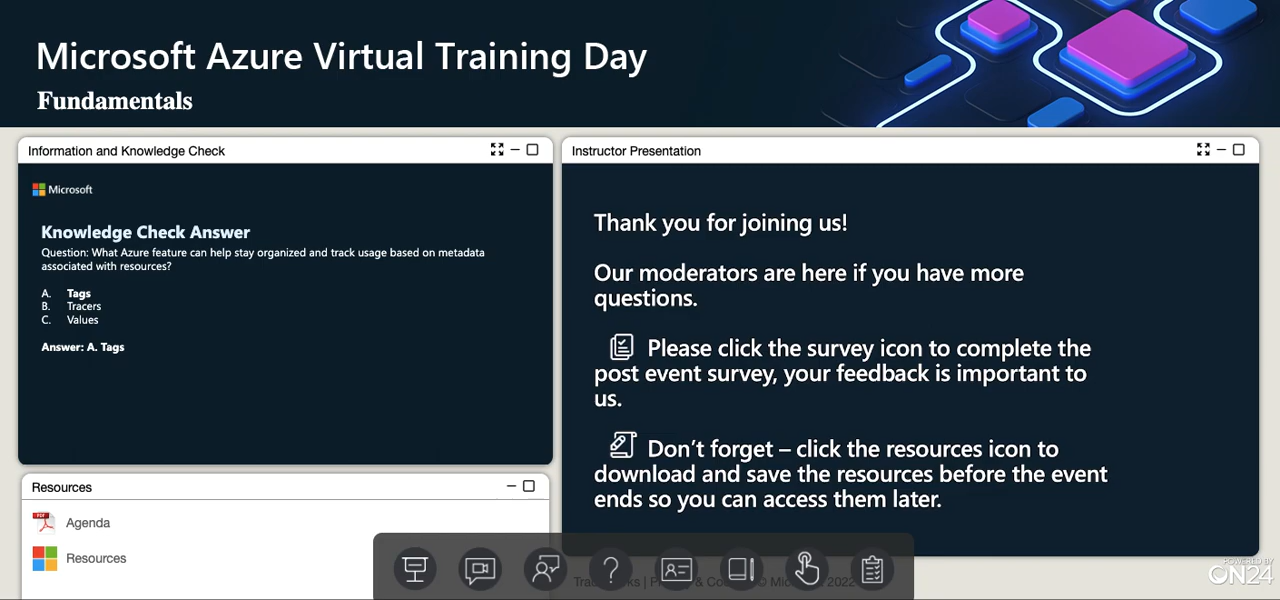 Microsoft Azure Virtual Training Day
Fundamentals
Information and Knowledge Check
Microsoft
Knowledge Check Answer
Question: What Azure feature can help stay organized and track usage based on metadata
associated with resources?
A. Tags
B. Tracers
C. Values
Answer: A. Tags
Resources
PDF
Agenda
Resources
Instructor Presentation
Thank you for joining us!
Our moderators are here if you have more
questions.
Please click the survey icon to complete the
post event survey, your feedback is important to
us.
Don't forget – click the resources icon to
download and save the resources before the event
ends so you can access them later.
© 2022
POWERED BY
ON24